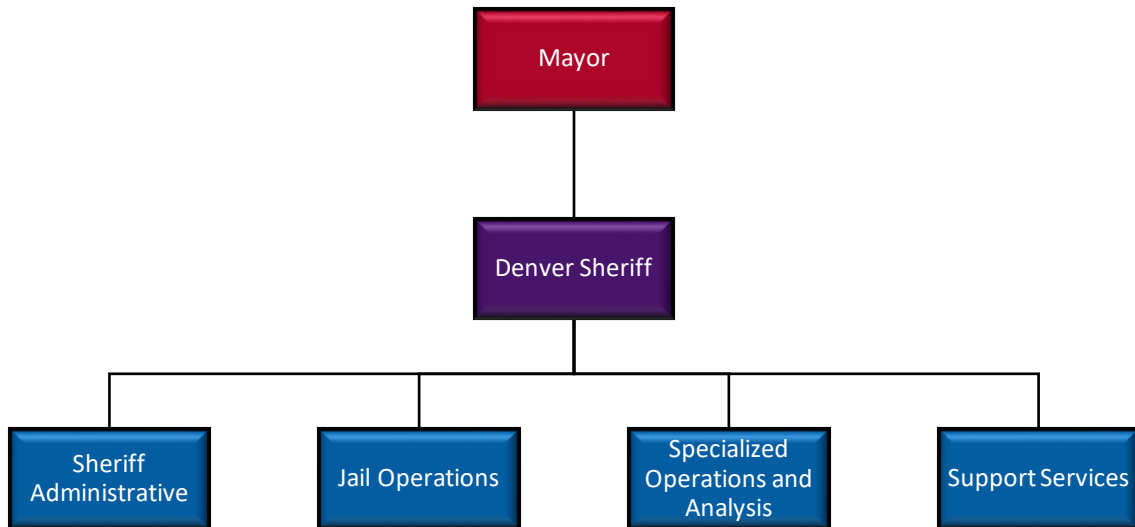 Mayor
Denver Sheriff
Sheriff
Administrative
Jail Operations
Specialized
Operations and
Analysis
Support Services